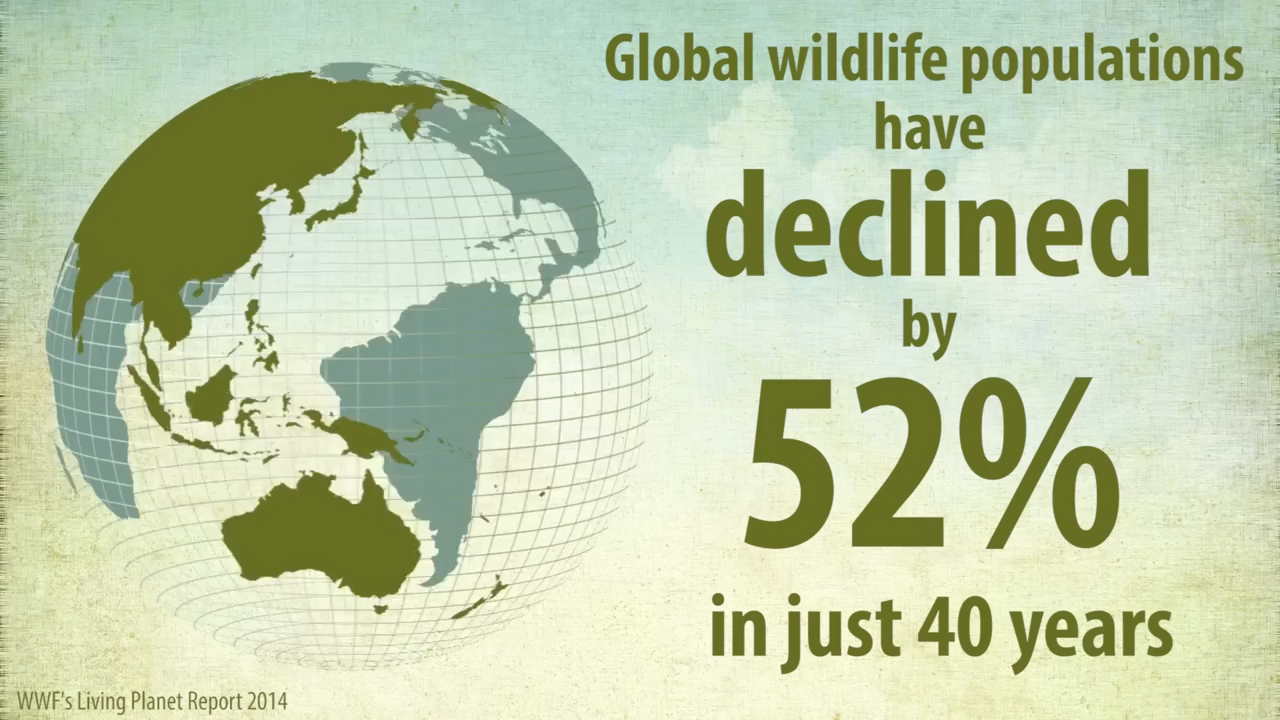 Global wildlife populations
have
declined
by
52%
in just 40 years
WWF's Living Planet Report 2014